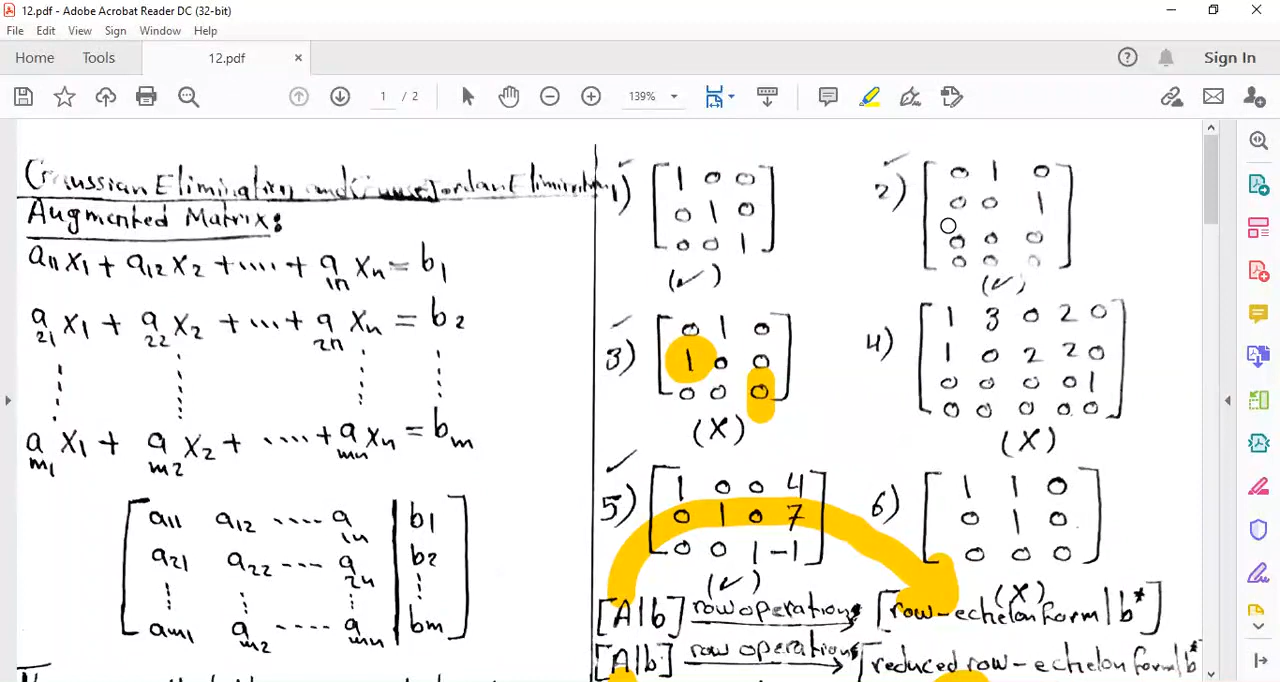 12.pdf - Adobe Acrobat Reader DC (32-bit)
File Edit View Sign Window Help
Home Tools 12.pdf × Sign In
1 / 2 139%
Gaussian Elimination and Gauss Jordan Elimination
Augmented Matrix:
a11 x1 + a12 x2 + .... + a1n xn = b1
a21 x1 + a22 x2 + ... + a2n xn = b2
am1 x1 + am2 x2 + .... + amn xn = bm
a11 a12 .... a1n | b1
a21 a22 ... a2n | b2
am1 am2 .... amn | bm
1) [1 0 0
0 1 0
0 0 1]
(✓)
2) [0 1 0
0 0 1
0 0 0
0 0 0]
(✓)
3) [0 1 0
1 0 0
0 0 0]
(X)
4) [1 3 0 2 0
1 0 2 2 0
0 0 0 0 1
0 0 0 0 0]
(X)
5) [1 0 0 4
0 1 0 7
0 0 1 -1]
(✓)
6) [1 1 0
0 1 0
0 0 0]
(X)
[A|b] row operations → [row-echelon form | b*]
[A|b] row operations → [reduced row-echelon form | b*